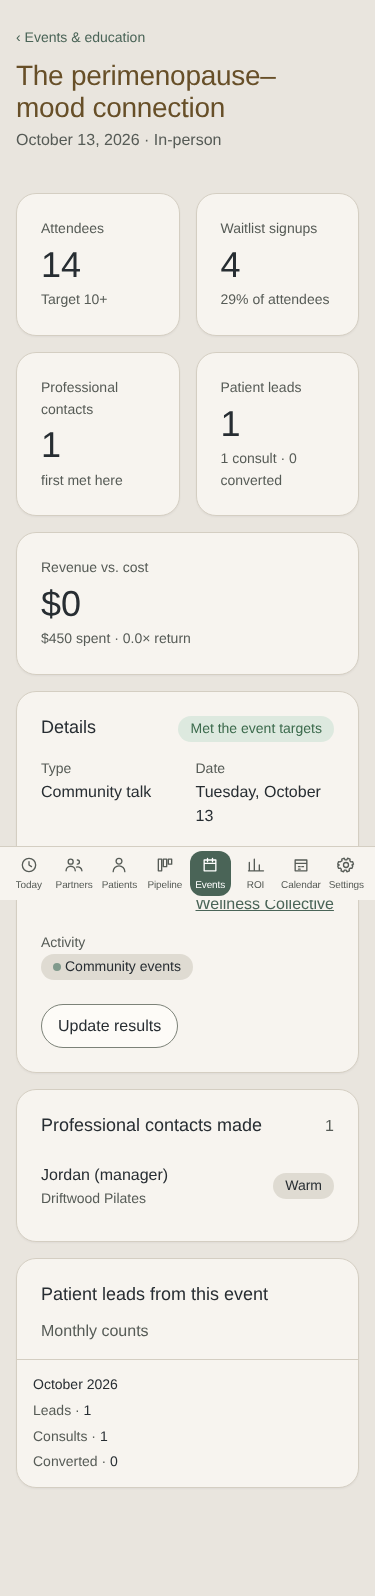 ‹ Events & education
The perimenopause–
mood connection
October 13, 2026 · In-person
Attendees
14
Target 10+
Waitlist signups
4
29% of attendees
Professional
contacts
1
first met here
Patient leads
1
1 consult · 0
converted
Revenue vs. cost
$0
$450 spent · 0.0× return
Details
Met the event targets
Type
Community talk
Date
Tuesday, October
13
Today
Partners
Patients
Pipeline
Events
ROI
Calendar
Settings
Wellness Collective
Activity
Community events
Update results
Professional contacts made
1
Jordan (manager)
Driftwood Pilates
Warm
Patient leads from this event
Monthly counts
October 2026
Leads · 1
Consults · 1
Converted · 0